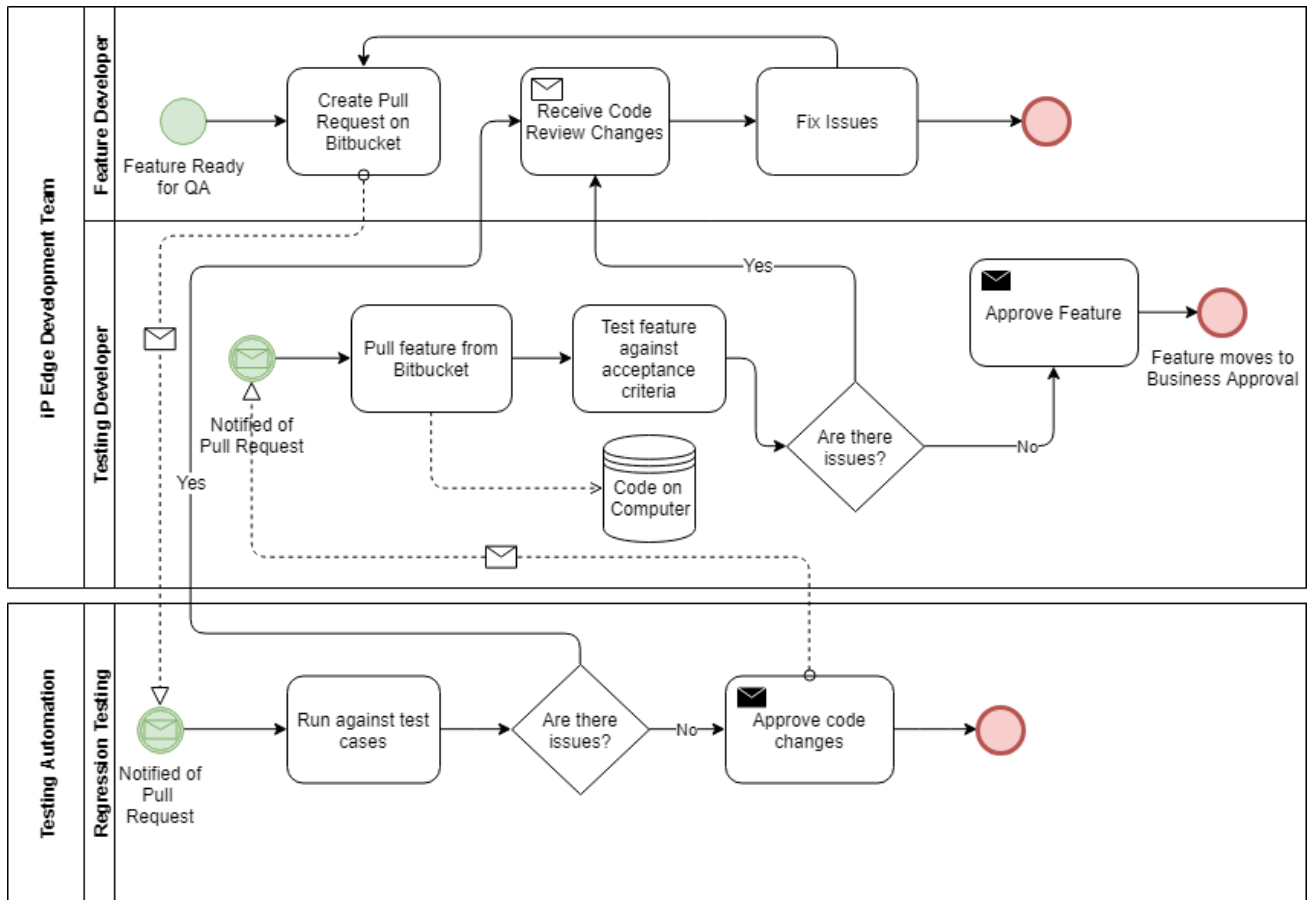 iP Edge Development Team
Feature Developer
Feature Ready
for QA
Create Pull
Request on
Bitbucket
Receive Code
Review Changes
Fix Issues
Testing Developer
Yes
Notified of
Pull Request
Pull feature from
Bitbucket
Test feature
against
acceptance
criteria
Code on
Computer
Yes
Are there
issues?
No
Approve Feature
Feature moves to
Business Approval
Testing Automation
Regression Testing
Notified of
Pull
Request
Run against test
cases
Are there
issues?
No
Approve code
changes